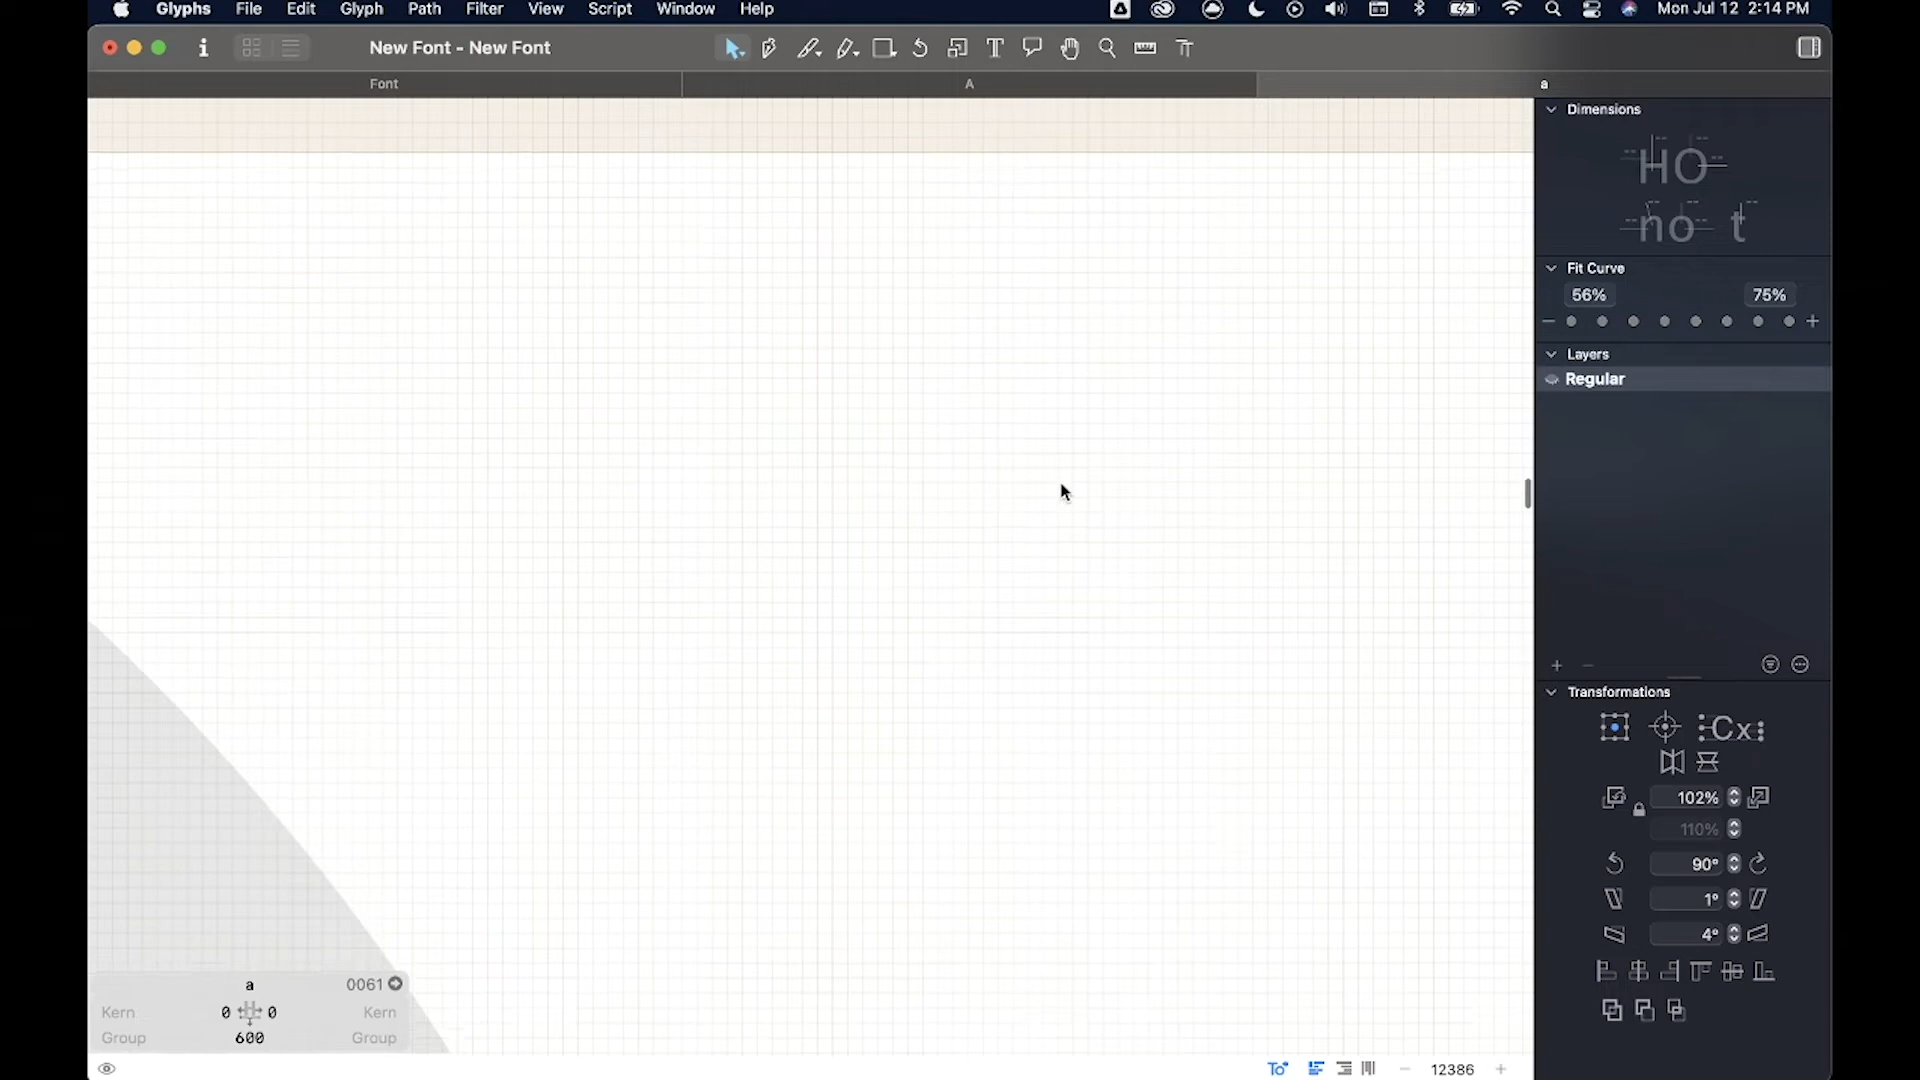 Glyphs File Edit Glyph Path Filter View Script Window Help Mon Jul 12 2:14 PM
New Font - New Font
Font A a
Dimensions
HO
no t
Fit Curve
56% 75%
Layers
Regular
Transformations
Cx
102%
110%
90°
1°
4°
a 0061
Kern 0 0 Kern
Group 600 Group
12386